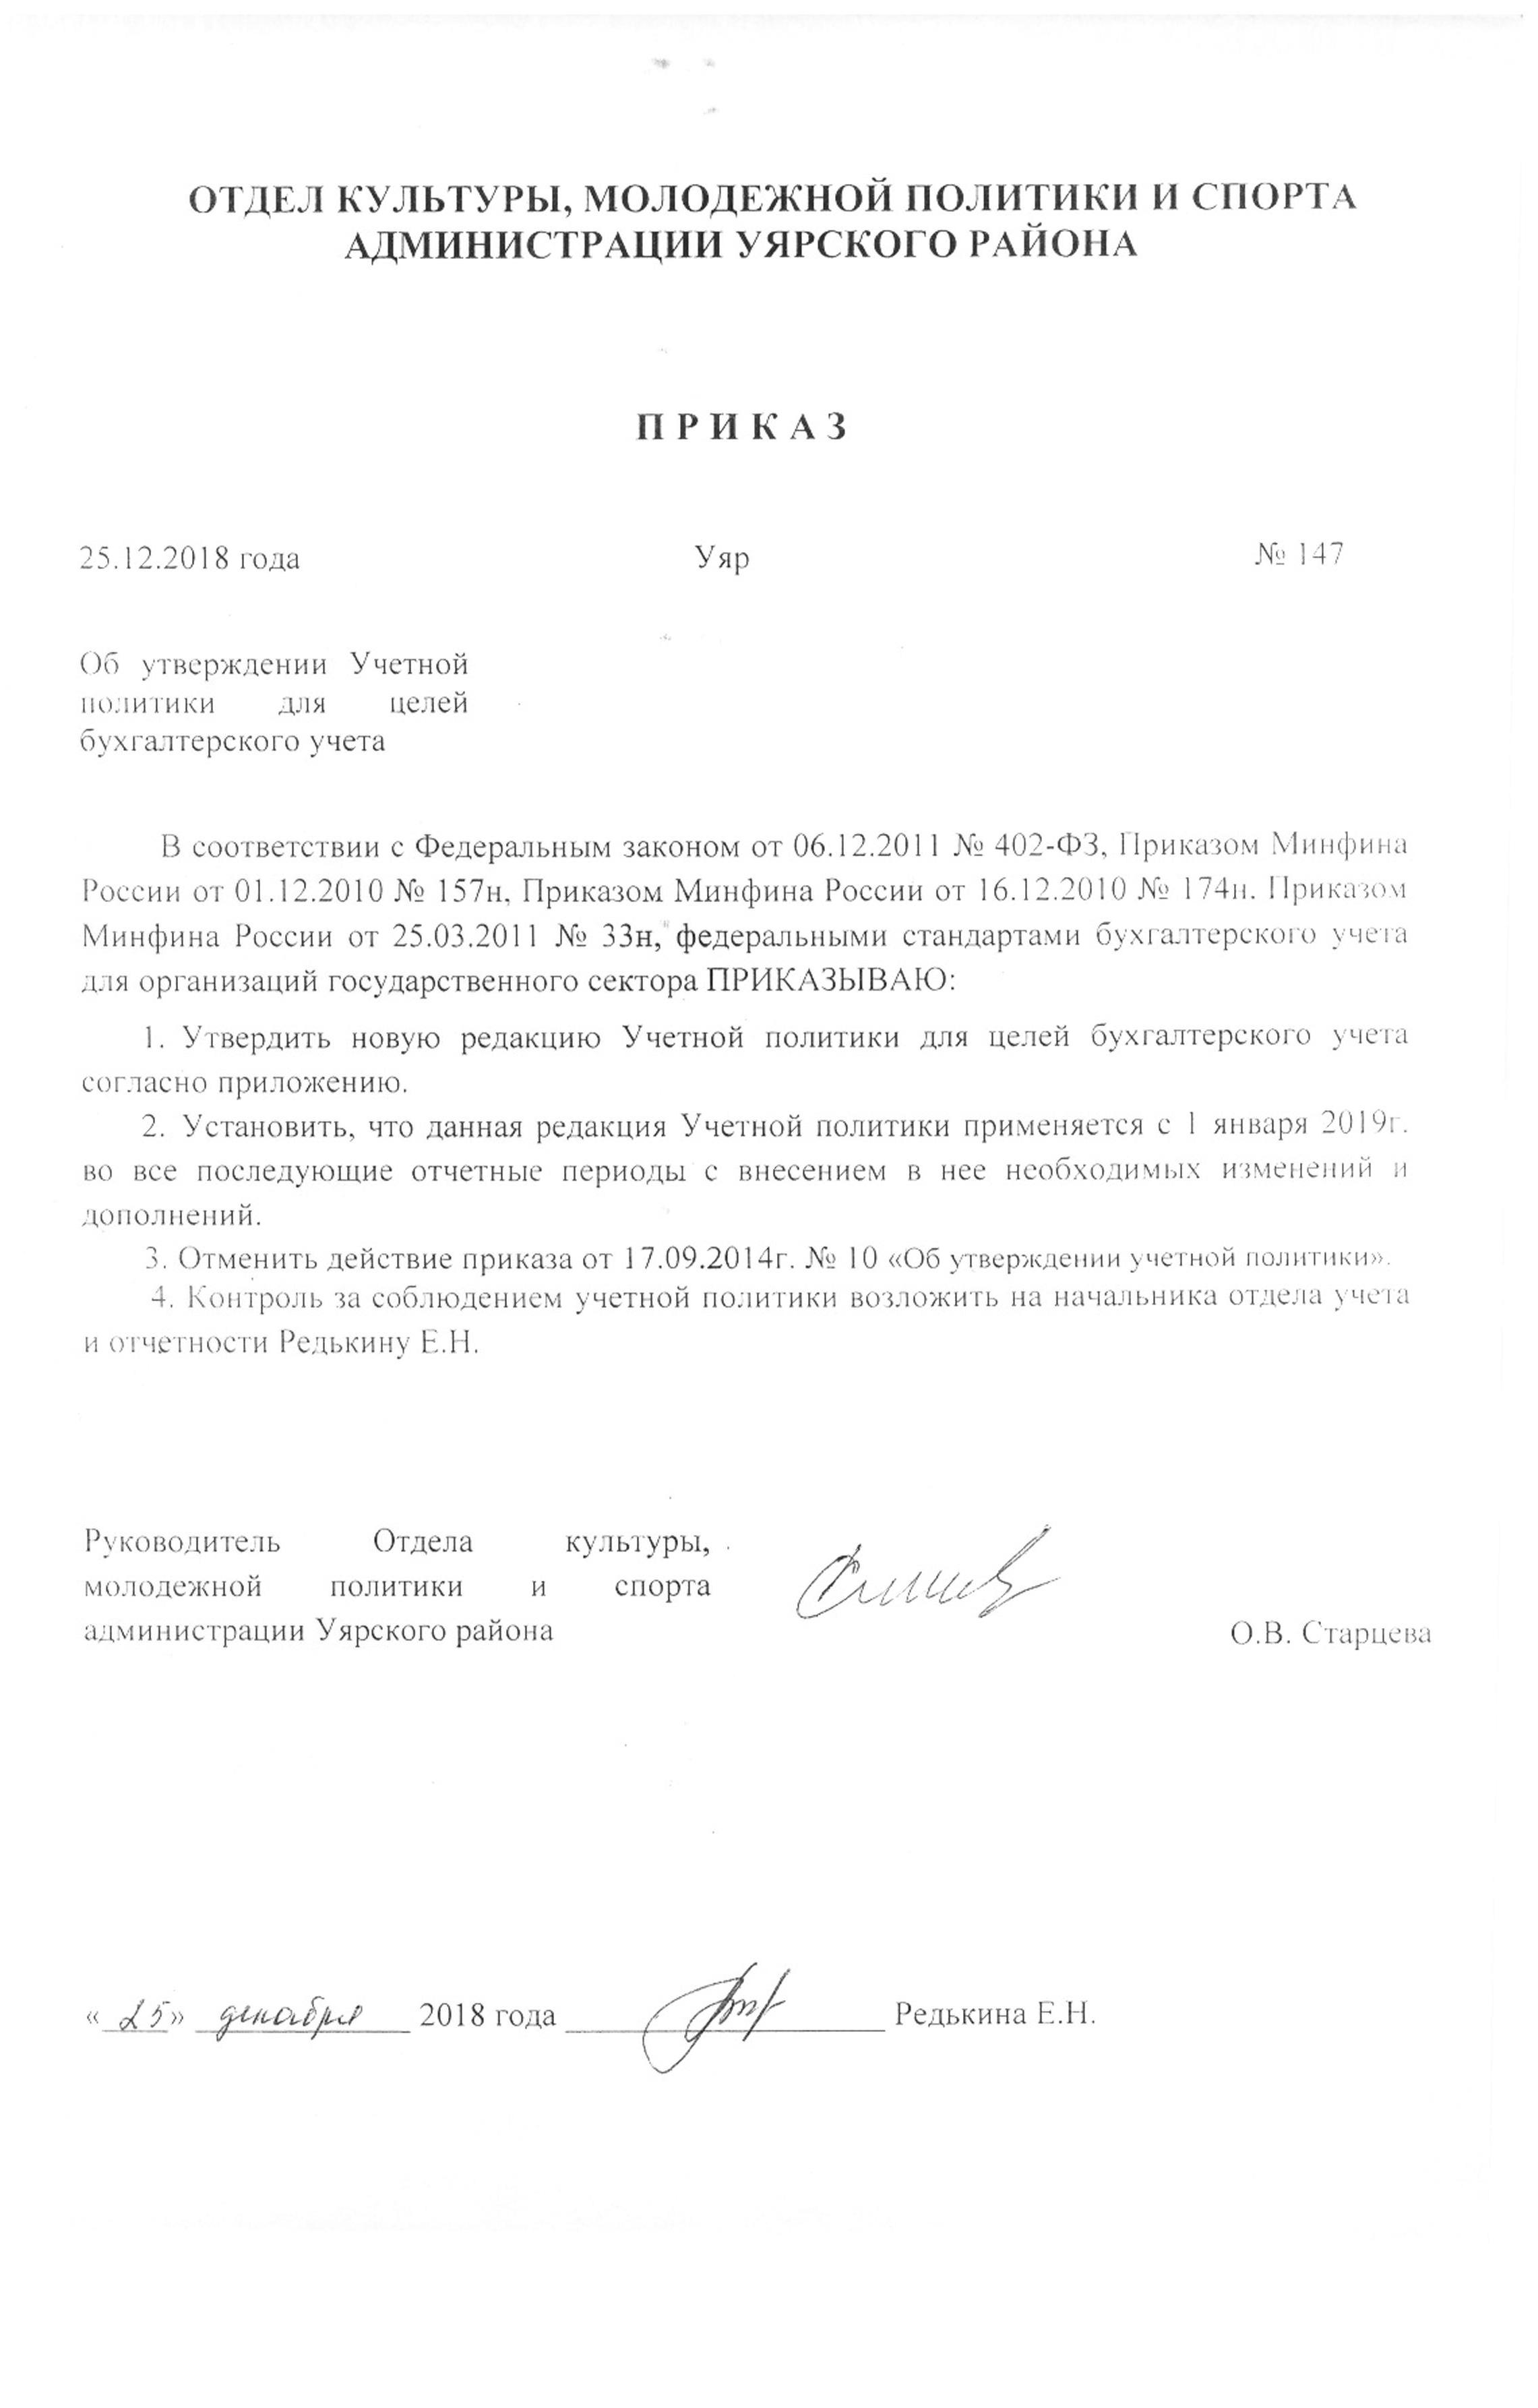 ОТДЕЛ КУЛЬТУРЫ, МОЛОДЕЖНОЙ ПОЛИТИКИ И СПОРТА
АДМИНИСТРАЦИИ УЯРСКОГО РАЙОНА
П Р И К А З
25.12.2018 года Уяр № 147
Об утверждении Учетной
политики для целей
бухгалтерского учета
В соответствии с Федеральным законом от 06.12.2011 № 402-ФЗ, Приказом Минфина
России от 01.12.2010 № 157н, Приказом Минфина России от 16.12.2010 № 174н. Приказом
Минфина России от 25.03.2011 № 33н, федеральными стандартами бухгалтерского учета
для организаций государственного сектора ПРИКАЗЫВАЮ:
1. Утвердить новую редакцию Учетной политики для целей бухгалтерского учета
согласно приложению.
2. Установить, что данная редакция Учетной политики применяется с 1 января 2019г.
во все последующие отчетные периоды с внесением в нее необходимых изменений и
дополнений.
3. Отменить действие приказа от 17.09.2014г. № 10 «Об утверждении учетной политики».
4. Контроль за соблюдением учетной политики возложить на начальника отдела учета
и отчетности Редькину Е.Н.
Руководитель Отдела культуры,
молодежной политики и спорта
администрации Уярского района О.В. Старцева
«25» декабря 2018 года Редькина Е.Н.